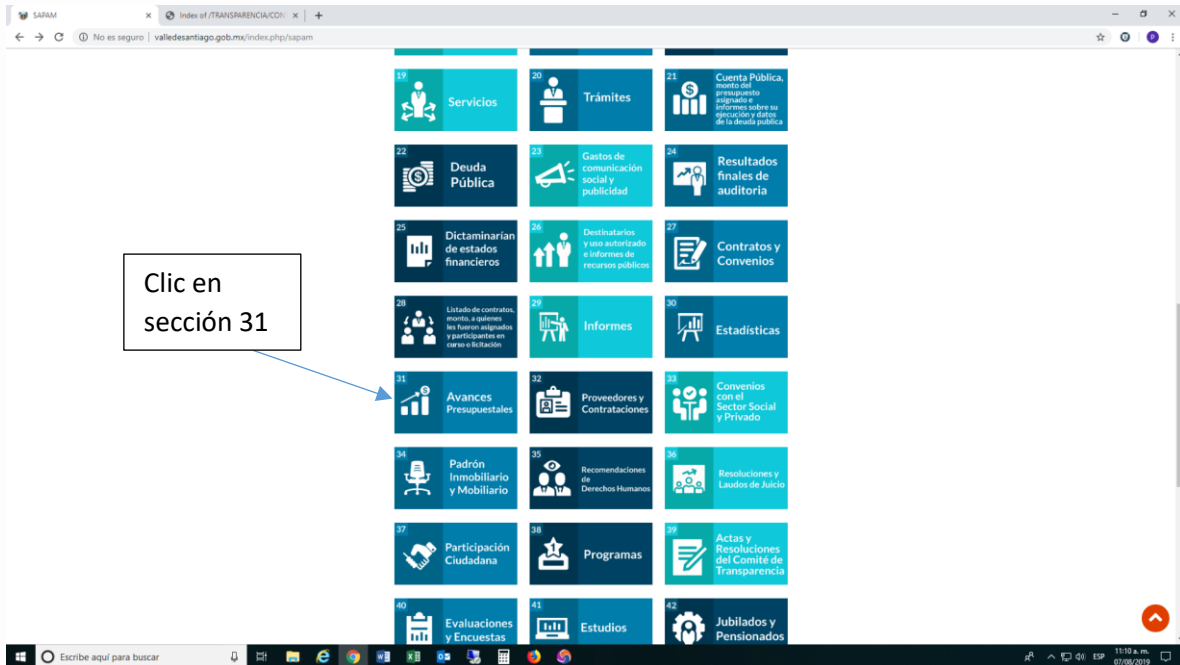 SAPAM
Index of /TRANSPARENCIA/CON
No es seguro | valledesantiago.gob.mx/index.php/sapam
19
Servicios
20
Trámites
21
Cuenta Pública,
monto del
presupuesto
asignado e
informes sobre su
ejecución y datos
de la deuda publica
22
Deuda
Pública
23
Gastos de
comunicación
social y
publicidad
24
Resultados
finales de
auditoria
25
Dictaminarían
de estados
financieros
26
Destinatarios
y uso autorizado
e informes de
recursos públicos
27
Contratos y
Convenios
Clic en
sección 31
28
Listado de contratos,
monto, a quienes
les fueron asignados
y participantes en
curso o licitación
29
Informes
30
Estadísticas
31
Avances
Presupuestales
32
Proveedores y
Contrataciones
33
Convenios
con el
Sector Social
y Privado
34
Padrón
Inmobiliario
y Mobiliario
35
Recomendaciones
de
Derechos Humanos
36
Resoluciones y
Laudos de Juicio
37
Participación
Ciudadana
38
1
Programas
39
Actas y
Resoluciones
del Comité de
Transparencia
40
Evaluaciones
y Encuestas
41
Estudios
42
Jubilados y
Pensionados
Escribe aquí para buscar
ESP
11:10 a. m.
07/08/2019